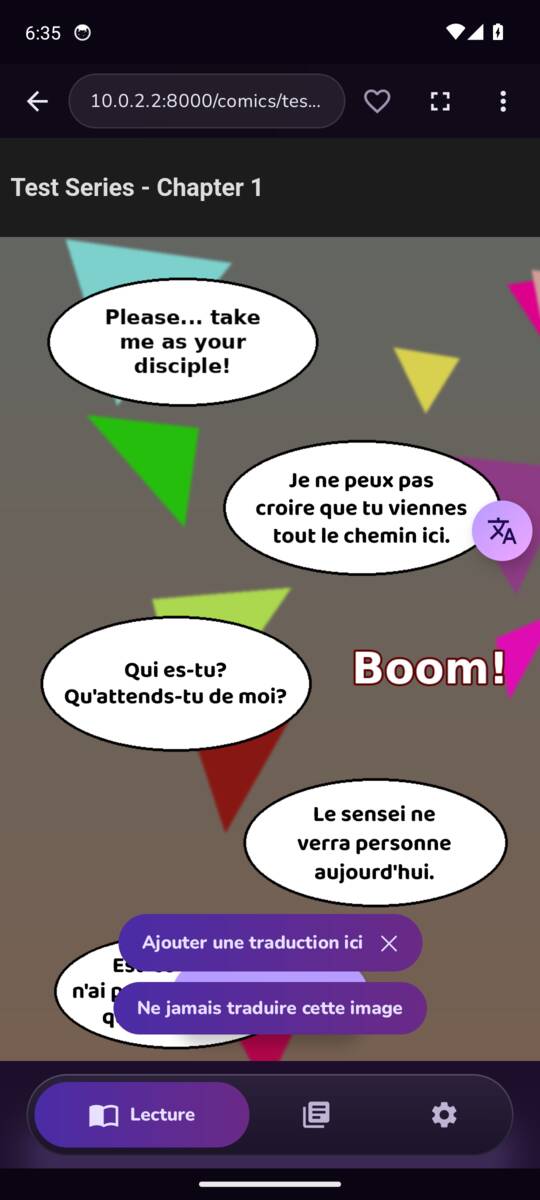 6:35
10.0.2.2:8000/comics/tes...
Test Series - Chapter 1
Please... take
me as your
disciple!
Je ne peux pas
croire que tu viennes
tout le chemin ici.
Qui es-tu?
Qu'attends-tu de moi?
Boom!
Le sensei ne
verra personne
aujourd'hui.
Ajouter une traduction ici
n'ai
Ne jamais traduire cette image
Lecture